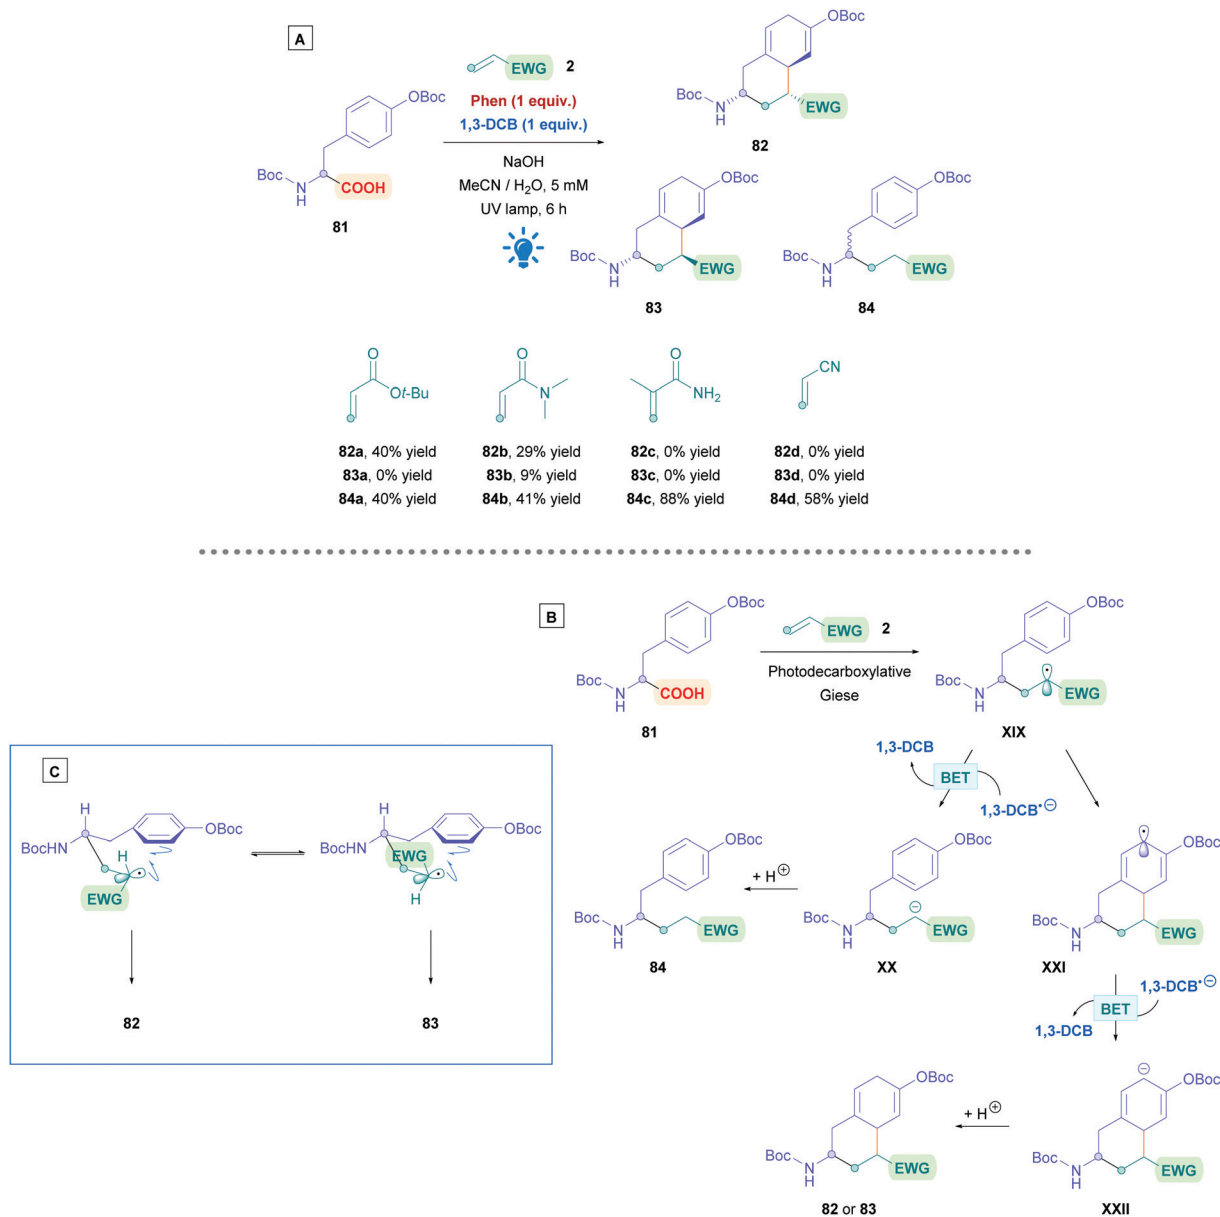 A
EWG 2
Phen (1 equiv.)
1,3-DCB (1 equiv.)
NaOH
MeCN / H₂O, 5 mM
UV lamp, 6 h
OBoc
Boc
N
H
COOH
81
OBoc
Boc
N
H
EWG
82
OBoc
Boc
N
H
EWG
83
OBoc
Boc
N
H
EWG
84
O
Ot-Bu
O
N
O
NH₂
CN
82a, 40% yield
83a, 0% yield
84a, 40% yield
82b, 29% yield
83b, 9% yield
84b, 41% yield
82c, 0% yield
83c, 0% yield
84c, 88% yield
82d, 0% yield
83d, 0% yield
84d, 58% yield
B
OBoc
Boc
N
H
COOH
81
EWG 2
Photodecarboxylative
Giese
OBoc
Boc
N
H
EWG
XIX
1,3-DCB
BET
1,3-DCB•⊖
OBoc
Boc
N
H
EWG
84
+ H⊕
OBoc
Boc
N
H
⊖
EWG
XX
OBoc
Boc
N
H
EWG
XXI
1,3-DCB•⊖
BET
1,3-DCB
OBoc
Boc
N
H
EWG
82 or 83
+ H⊕
⊖
OBoc
Boc
N
H
EWG
XXII
C
H
BocHN
OBoc
H
EWG
82
H
BocHN
OBoc
EWG
H
83